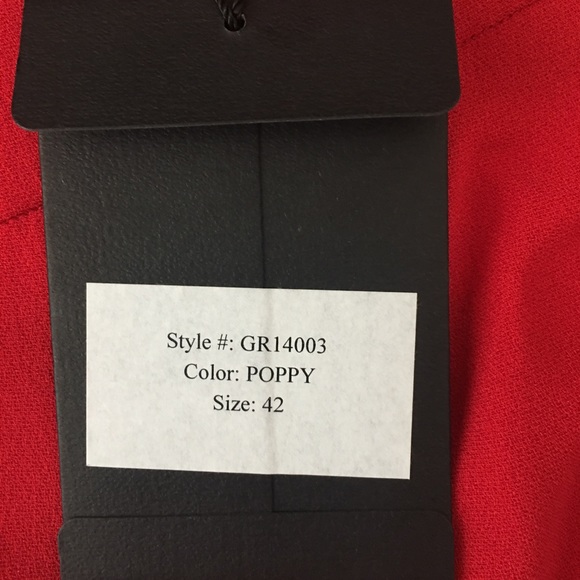 Style #: GR14003
Color: POPPY
Size: 42